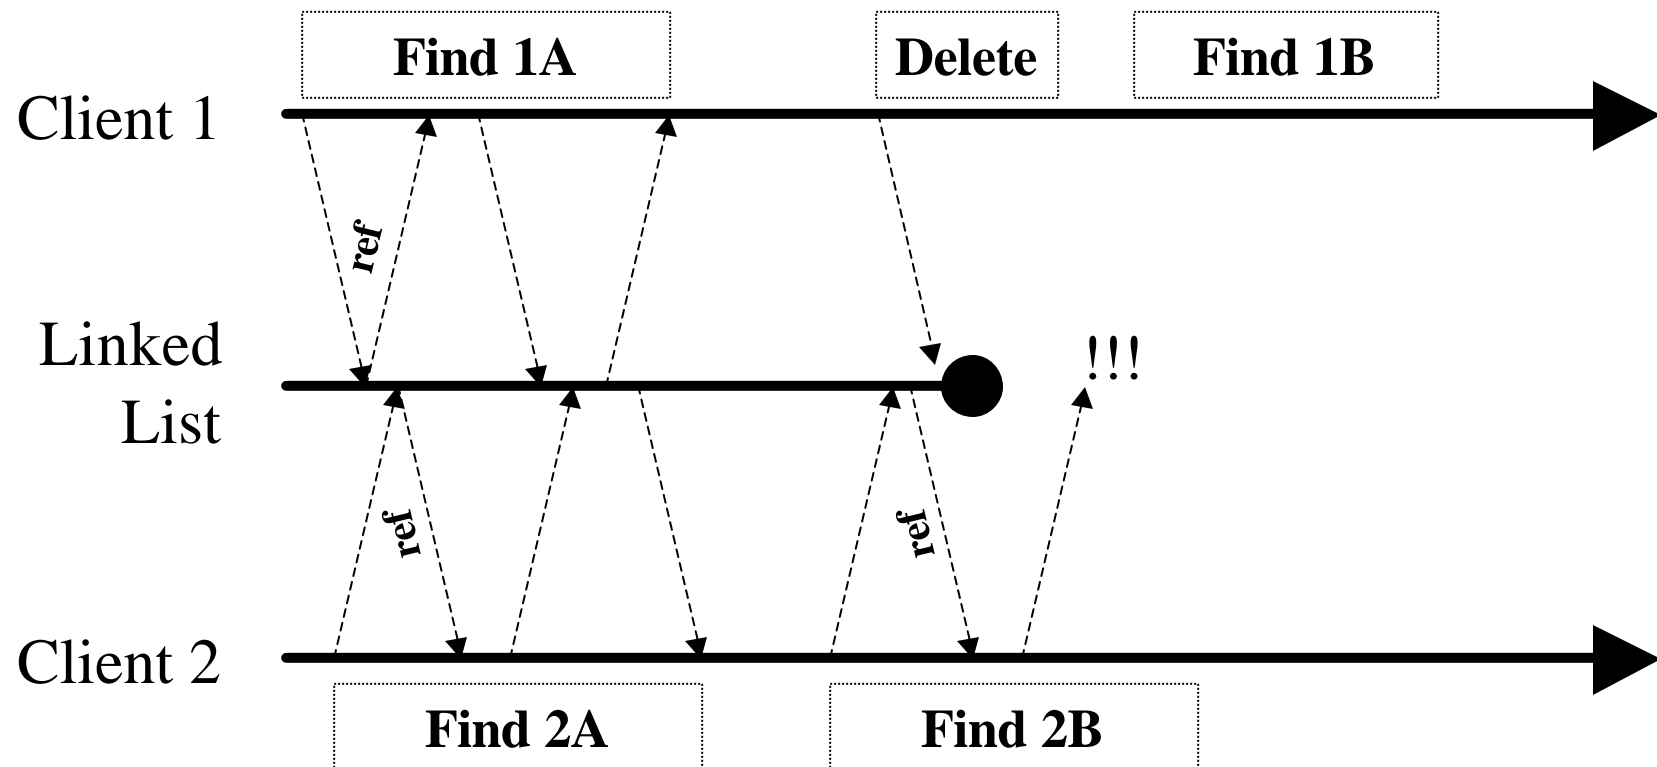 Find 1A
Delete
Find 1B
Client 1
ref
Linked
List
!!!
ref
ref
Client 2
Find 2A
Find 2B